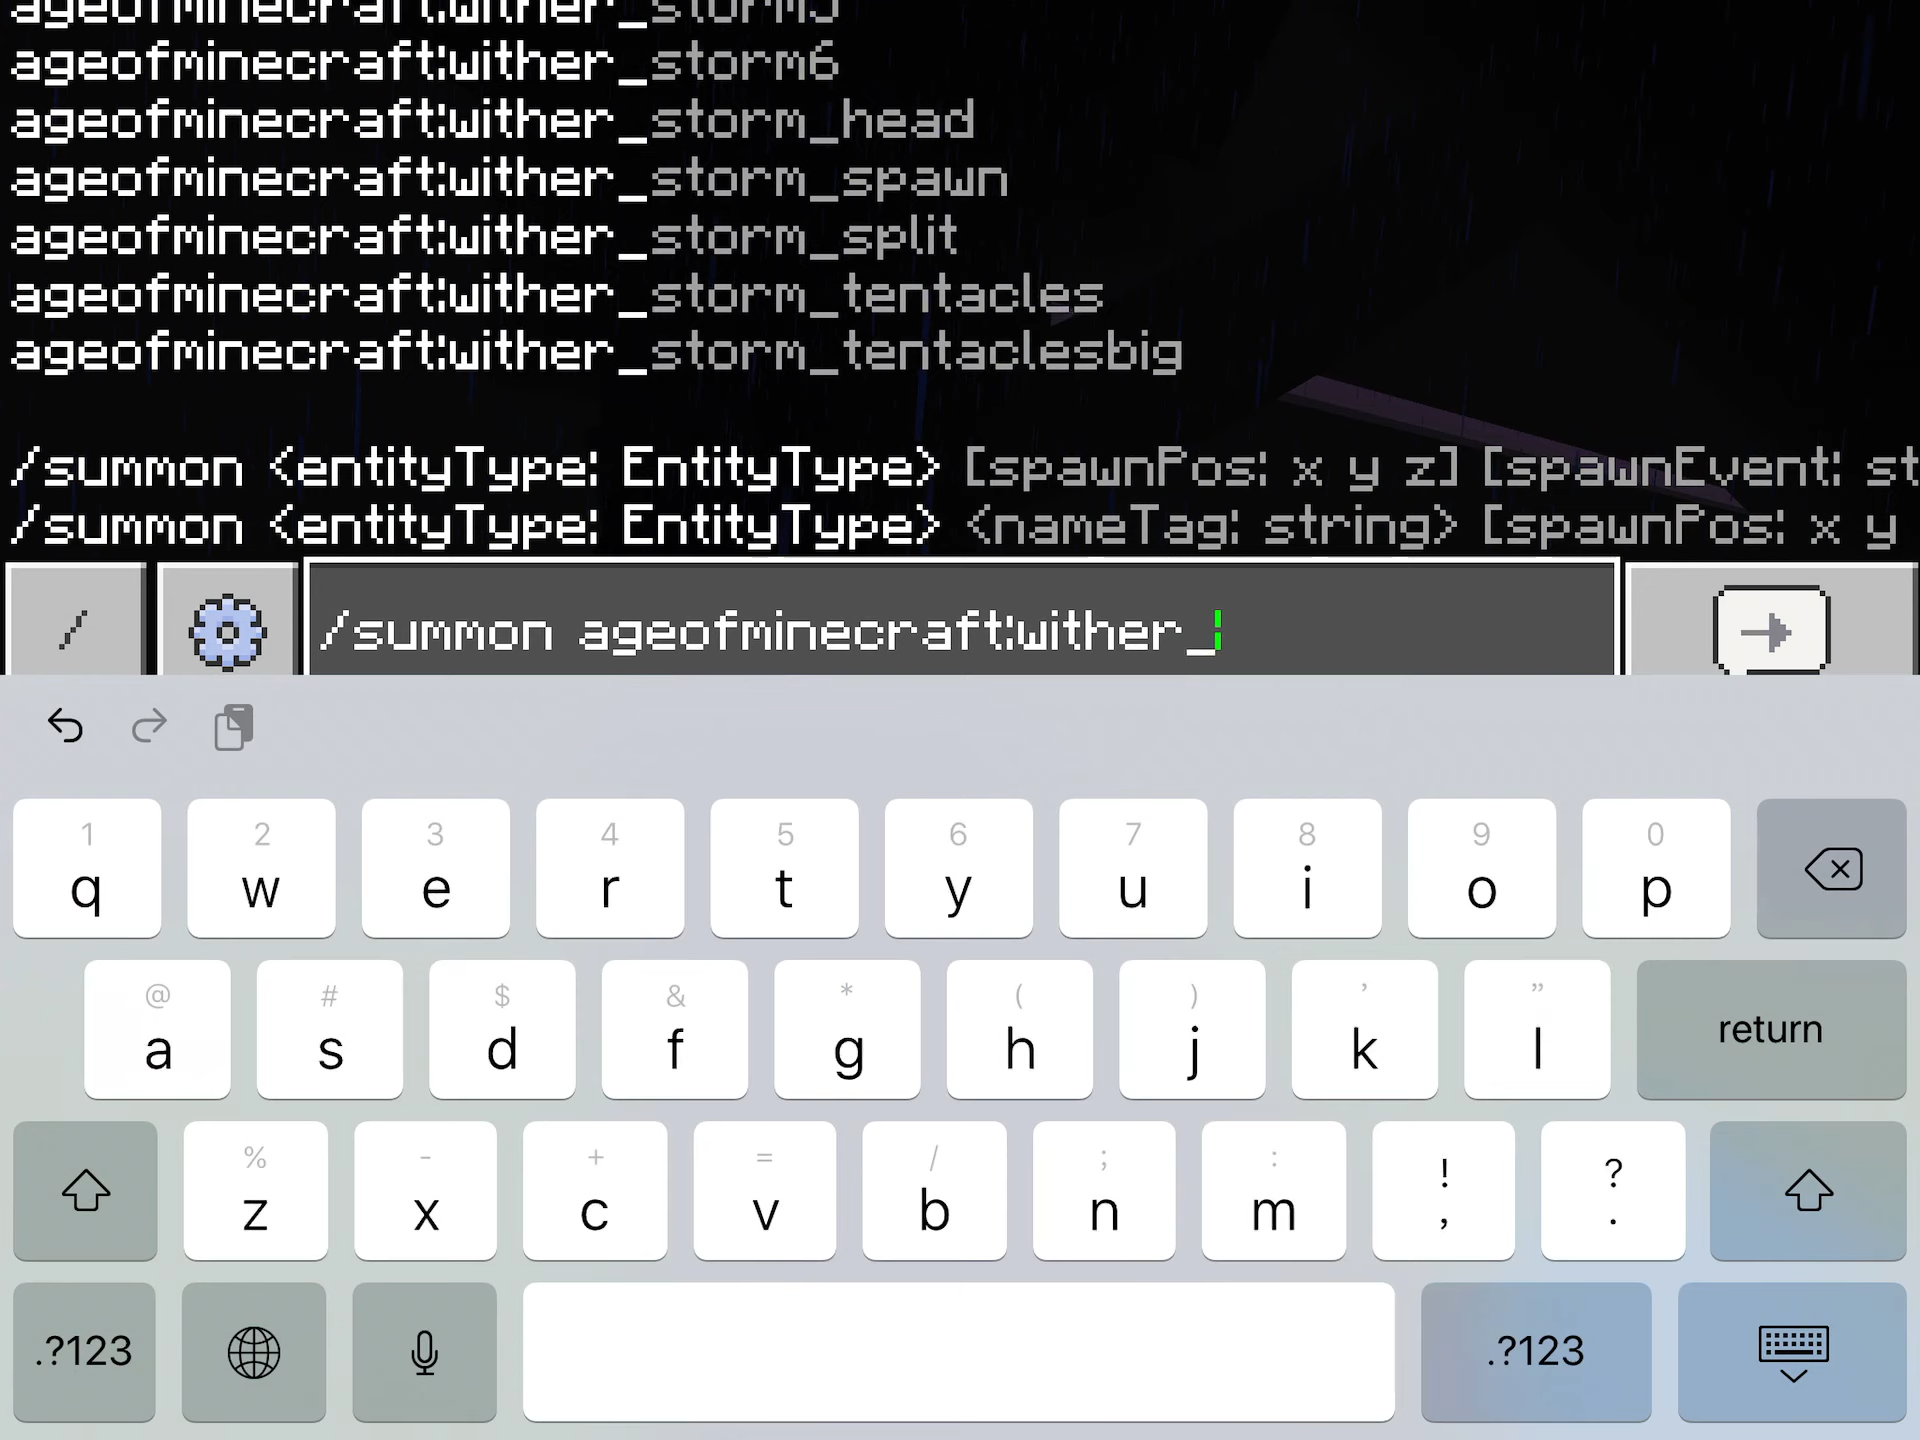 ageofminecraft:wither_storm5
ageofminecraft:wither_storm6
ageofminecraft:wither_storm_head
ageofminecraft:wither_storm_spawn
ageofminecraft:wither_storm_split
ageofminecraft:wither_storm_tentacles
ageofminecraft:wither_storm_tentaclesbig
/summon <entityType: EntityType> [spawnPos: x y z] [spawnEvent: st
/summon <entityType: EntityType> <nameTag: string> [spawnPos: x y
/ /summon ageofminecraft:wither_
1 2 3 4 5 6 7 8 9 0
q w e r t y u i o p
@ # $ & * ( ) ' "
a s d f g h j k l return
% - + = / ; : ! ?
z x c v b n m , .
.?123 .?123